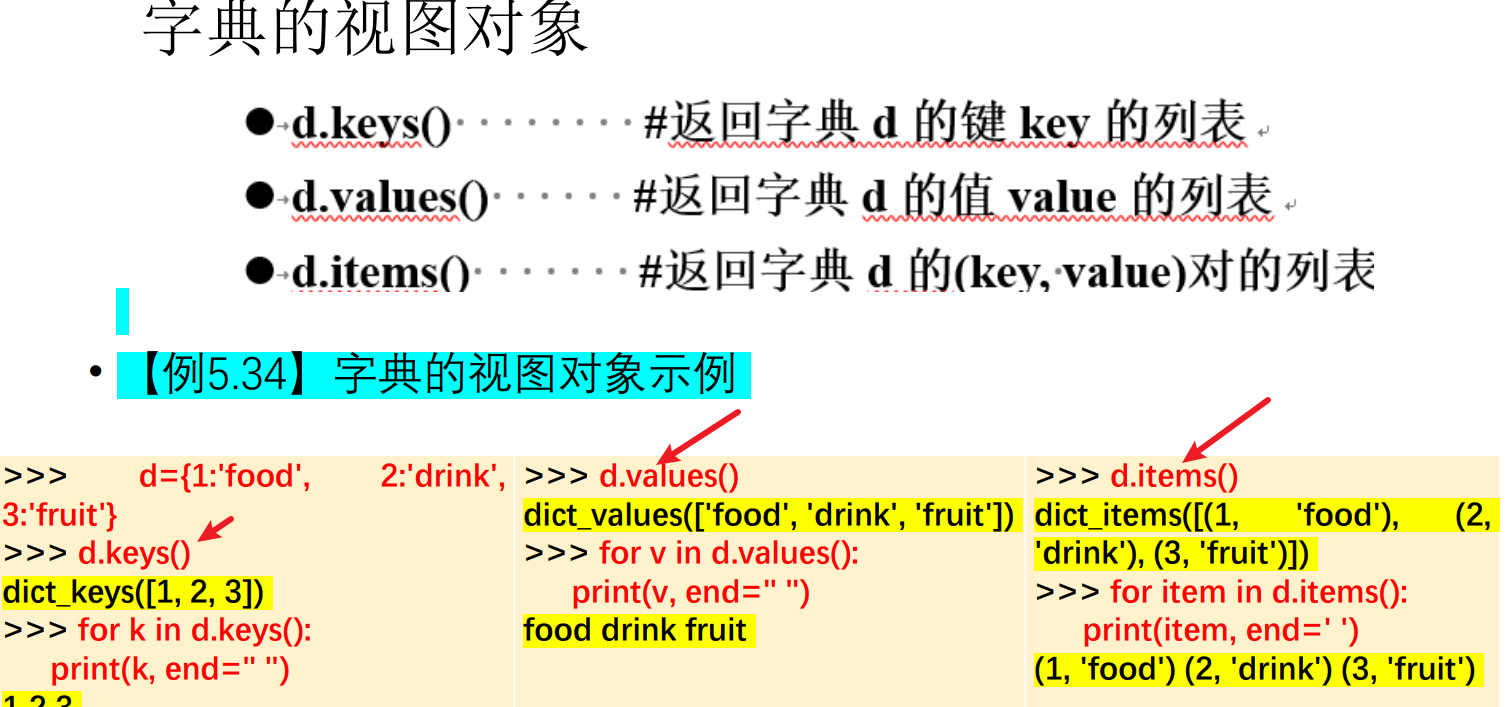 字典的视图对象
d.keys() #返回字典 d 的键 key 的列表
d.values() #返回字典 d 的值 value 的列表
d.items() #返回字典 d 的(key, value)对的列表
• 【例5.34】字典的视图对象示例
>>> d={1:'food', 2:'drink',
3:'fruit'}
>>> d.keys()
dict_keys([1, 2, 3])
>>> for k in d.keys():
print(k, end=" ")
1 2 3
>>> d.values()
dict_values(['food', 'drink', 'fruit'])
>>> for v in d.values():
print(v, end=" ")
food drink fruit
>>> d.items()
dict_items([(1, 'food'), (2,
'drink'), (3, 'fruit')])
>>> for item in d.items():
print(item, end=' ')
(1, 'food') (2, 'drink') (3, 'fruit')